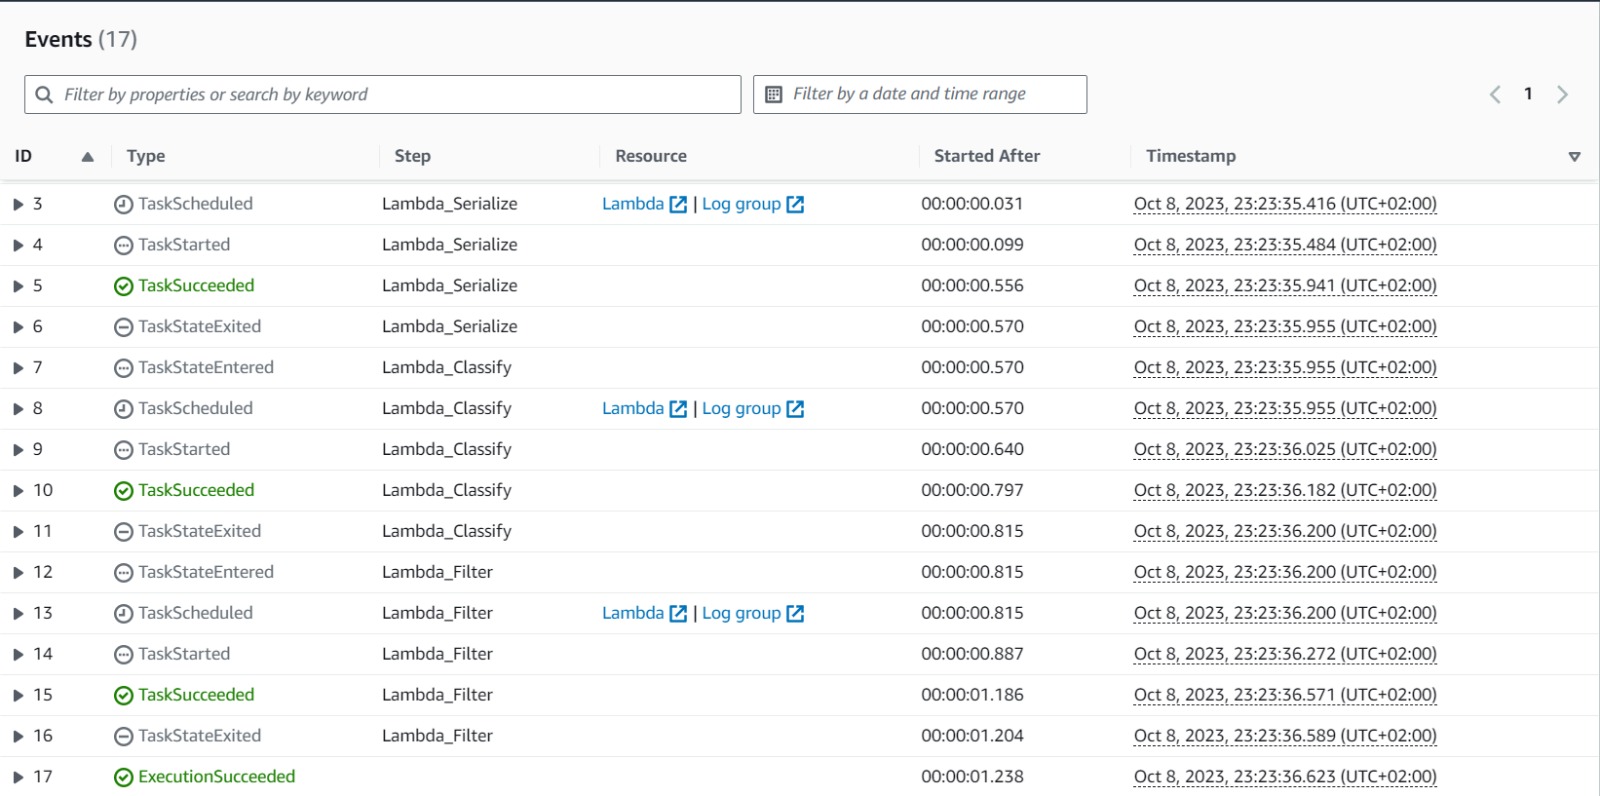 Events (17)
Filter by properties or search by keyword Filter by a date and time range 1
ID Type Step Resource Started After Timestamp
3 TaskScheduled Lambda_Serialize Lambda | Log group 00:00:00.031 Oct 8, 2023, 23:23:35.416 (UTC+02:00)
4 TaskStarted Lambda_Serialize 00:00:00.099 Oct 8, 2023, 23:23:35.484 (UTC+02:00)
5 TaskSucceeded Lambda_Serialize 00:00:00.556 Oct 8, 2023, 23:23:35.941 (UTC+02:00)
6 TaskStateExited Lambda_Serialize 00:00:00.570 Oct 8, 2023, 23:23:35.955 (UTC+02:00)
7 TaskStateEntered Lambda_Classify 00:00:00.570 Oct 8, 2023, 23:23:35.955 (UTC+02:00)
8 TaskScheduled Lambda_Classify Lambda | Log group 00:00:00.570 Oct 8, 2023, 23:23:35.955 (UTC+02:00)
9 TaskStarted Lambda_Classify 00:00:00.640 Oct 8, 2023, 23:23:36.025 (UTC+02:00)
10 TaskSucceeded Lambda_Classify 00:00:00.797 Oct 8, 2023, 23:23:36.182 (UTC+02:00)
11 TaskStateExited Lambda_Classify 00:00:00.815 Oct 8, 2023, 23:23:36.200 (UTC+02:00)
12 TaskStateEntered Lambda_Filter 00:00:00.815 Oct 8, 2023, 23:23:36.200 (UTC+02:00)
13 TaskScheduled Lambda_Filter Lambda | Log group 00:00:00.815 Oct 8, 2023, 23:23:36.200 (UTC+02:00)
14 TaskStarted Lambda_Filter 00:00:00.887 Oct 8, 2023, 23:23:36.272 (UTC+02:00)
15 TaskSucceeded Lambda_Filter 00:00:01.186 Oct 8, 2023, 23:23:36.571 (UTC+02:00)
16 TaskStateExited Lambda_Filter 00:00:01.204 Oct 8, 2023, 23:23:36.589 (UTC+02:00)
17 ExecutionSucceeded 00:00:01.238 Oct 8, 2023, 23:23:36.623 (UTC+02:00)